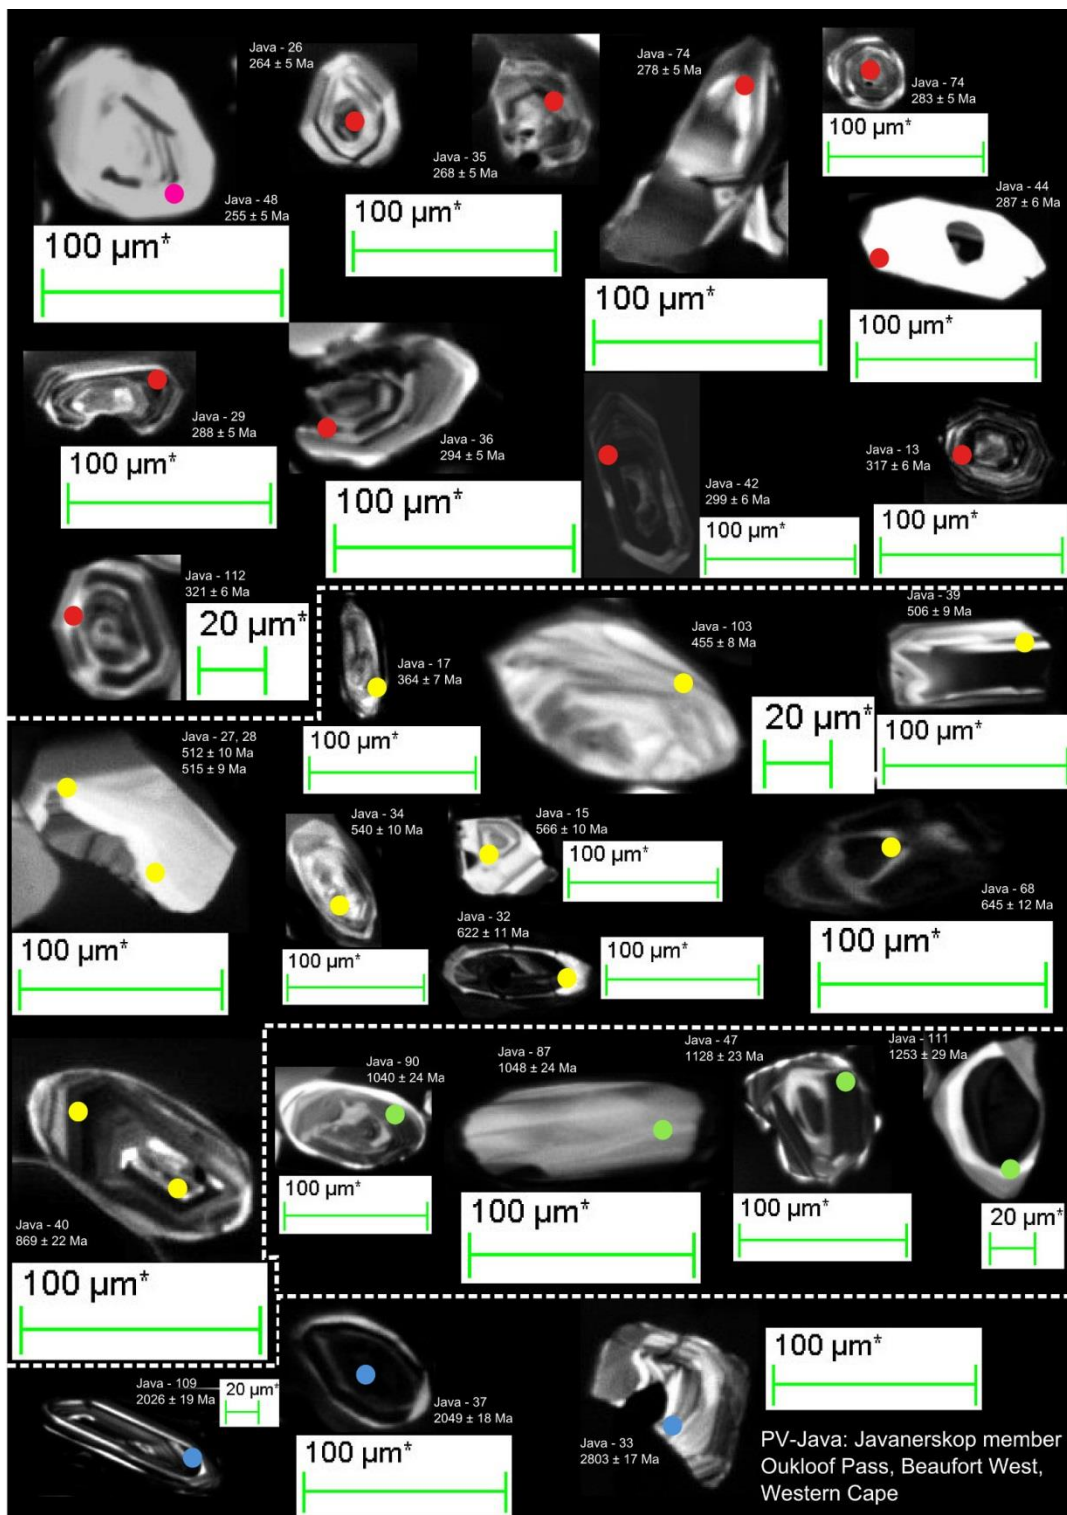 Java - 26
264 ± 5 Ma
Java - 74
278 ± 5 Ma
Java - 74
283 ± 5 Ma
Java - 35
268 ± 5 Ma
Java - 48
255 ± 5 Ma
Java - 44
287 ± 6 Ma
100 µm*
100 µm*
100 µm*
100 µm*
100 µm*
Java - 29
288 ± 5 Ma
Java - 36
294 ± 5 Ma
Java - 42
299 ± 6 Ma
Java - 13
317 ± 6 Ma
100 µm*
100 µm*
100 µm*
100 µm*
Java - 112
321 ± 6 Ma
20 µm*
Java - 17
364 ± 7 Ma
Java - 103
455 ± 8 Ma
Java - 39
506 ± 9 Ma
100 µm*
20 µm*
100 µm*
Java - 27, 28
512 ± 10 Ma
515 ± 9 Ma
Java - 34
540 ± 10 Ma
Java - 15
566 ± 10 Ma
100 µm*
Java - 68
645 ± 12 Ma
Java - 32
622 ± 11 Ma
100 µm*
100 µm*
100 µm*
100 µm*
Java - 90
1040 ± 24 Ma
Java - 87
1048 ± 24 Ma
Java - 47
1128 ± 23 Ma
Java - 111
1253 ± 29 Ma
Java - 40
869 ± 22 Ma
100 µm*
100 µm*
100 µm*
100 µm*
20 µm*
Java - 109
2026 ± 19 Ma
20 µm*
Java - 37
2049 ± 18 Ma
100 µm*
Java - 33
2803 ± 17 Ma
100 µm*
PV-Java: Javanerskop member
Oukloof Pass, Beaufort West,
Western Cape